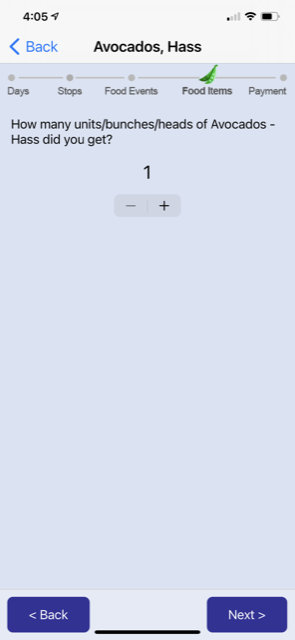 4:05
Back
Avocados, Hass
Days Stops Food Events Food Items Payment
How many units/bunches/heads of Avocados -
Hass did you get?
1
− +
< Back Next >